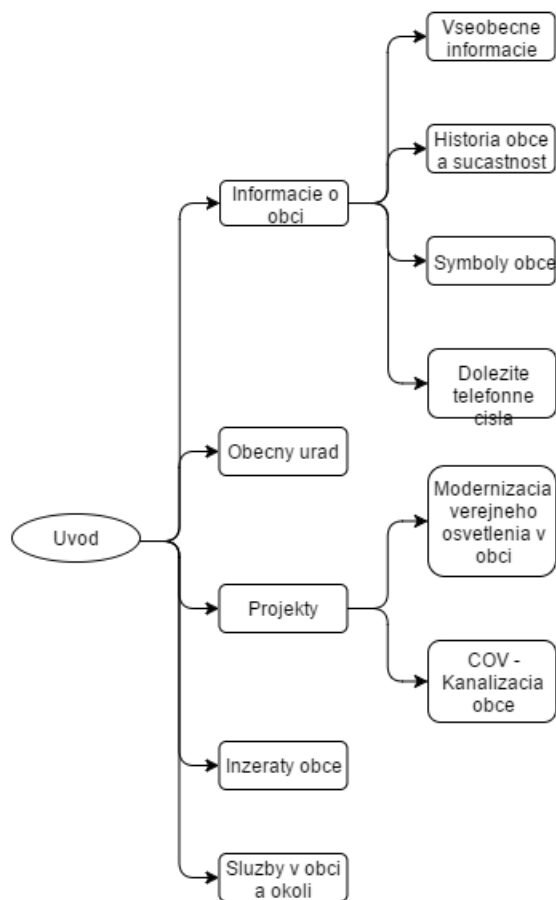 Vseobecne
informacie
Historia obce
a sucastnost
Informacie o
obci
Symboly obce
Dolezite
telefonne
cisla
Obecny urad
Modernizacia
verejneho
osvetlenia v
obci
Uvod
Projekty
COV -
Kanalizacia
obce
Inzeraty obce
Sluzby v obci
a okoli